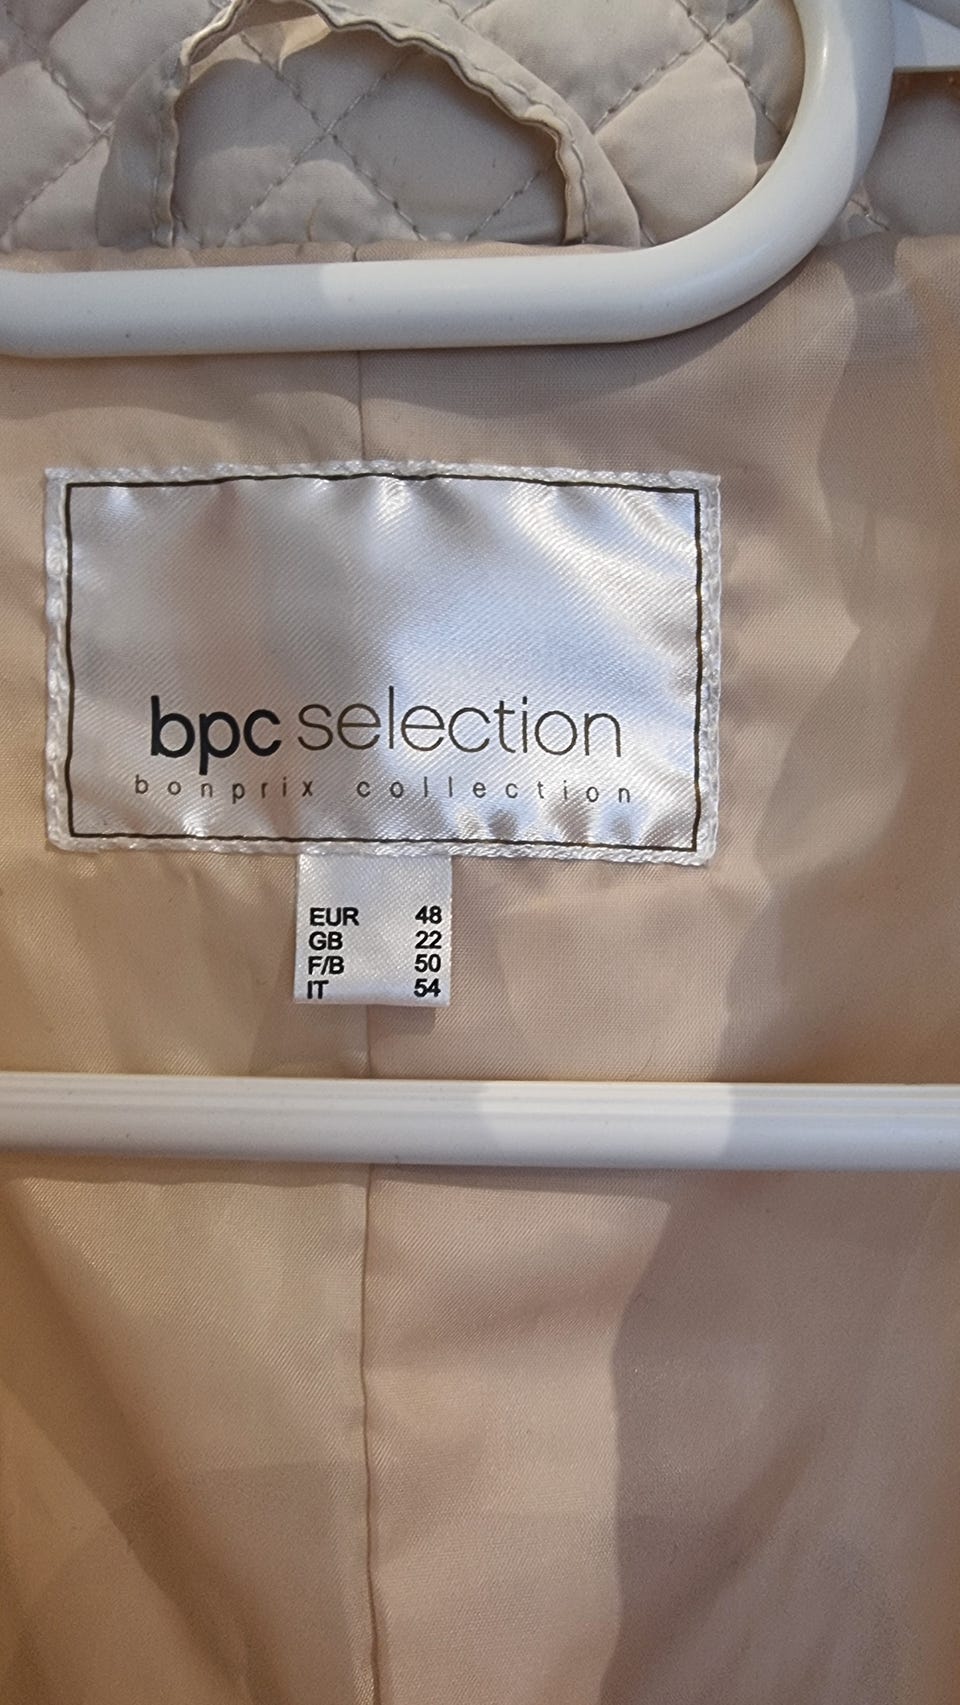 bpc selection
bonprix collection
EUR 48
GB 22
F/B 50
IT 54